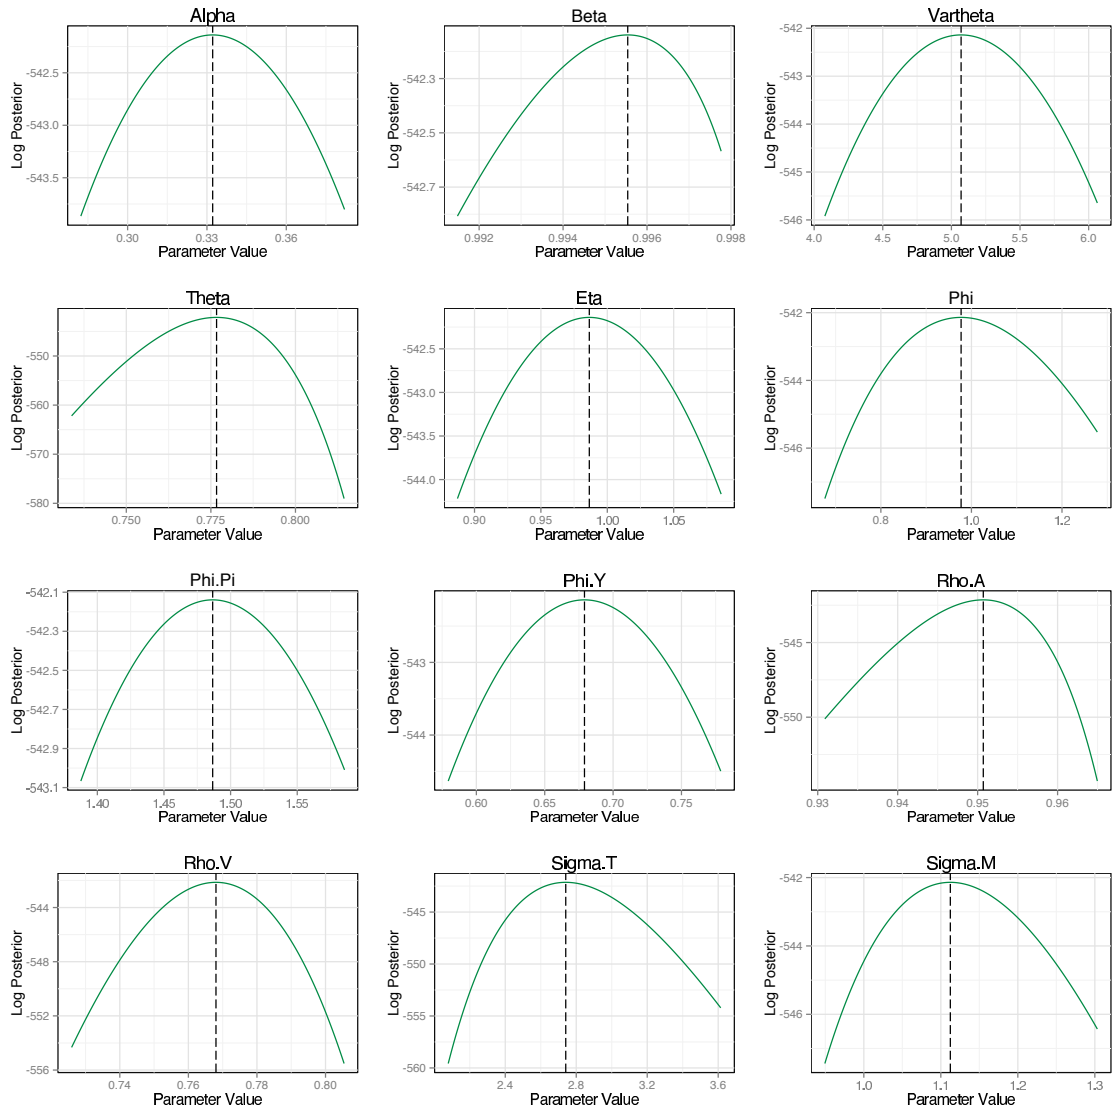 Alpha
Log Posterior
-542.5
-543.0
-543.5
0.30
0.33
0.36
Parameter Value
Beta
Log Posterior
-542.3
-542.5
-542.7
0.992
0.994
0.996
0.998
Parameter Value
Vartheta
Log Posterior
-542
-543
-544
-545
-546
4.0
4.5
5.0
5.5
6.0
Parameter Value
Theta
Log Posterior
-550
-560
-570
-580
0.750
0.775
0.800
Parameter Value
Eta
Log Posterior
-542.5
-543.0
-543.5
-544.0
0.90
0.95
1.00
1.05
Parameter Value
Phi
Log Posterior
-542
-544
-546
0.8
1.0
1.2
Parameter Value
Phi.Pi
Log Posterior
-542.1
-542.3
-542.5
-542.7
-542.9
-543.1
1.40
1.45
1.50
1.55
Parameter Value
Phi.Y
Log Posterior
-543
-544
0.60
0.65
0.70
0.75
Parameter Value
Rho.A
Log Posterior
-545
-550
0.93
0.94
0.95
0.96
Parameter Value
Rho.V
Log Posterior
-544
-548
-552
-556
0.74
0.76
0.78
0.80
Parameter Value
Sigma.T
Log Posterior
-545
-550
-555
-560
2.4
2.8
3.2
3.6
Parameter Value
Sigma.M
Log Posterior
-542
-544
-546
1.0
1.1
1.2
1.3
Parameter Value